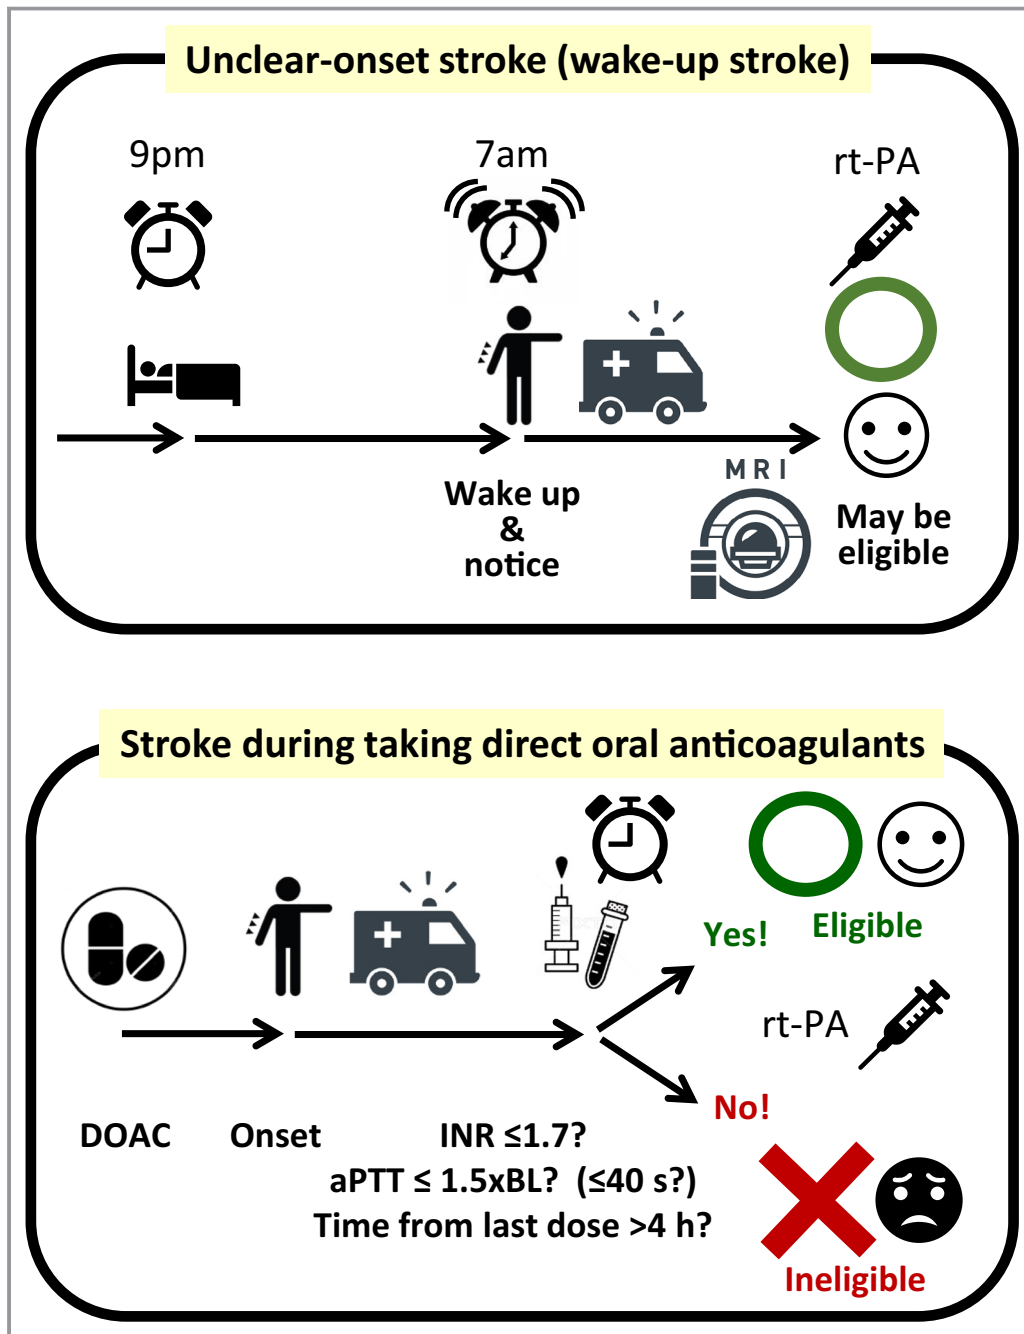 Unclear-onset stroke (wake-up stroke)
9pm
7am
rt-PA
MRI
Wake up
&
notice
May be
eligible
Stroke during taking direct oral anticoagulants
Yes!
Eligible
rt-PA
No!
DOAC
Onset
INR ≤1.7?
aPTT ≤ 1.5xBL? (≤40 s?)
Time from last dose >4 h?
Ineligible